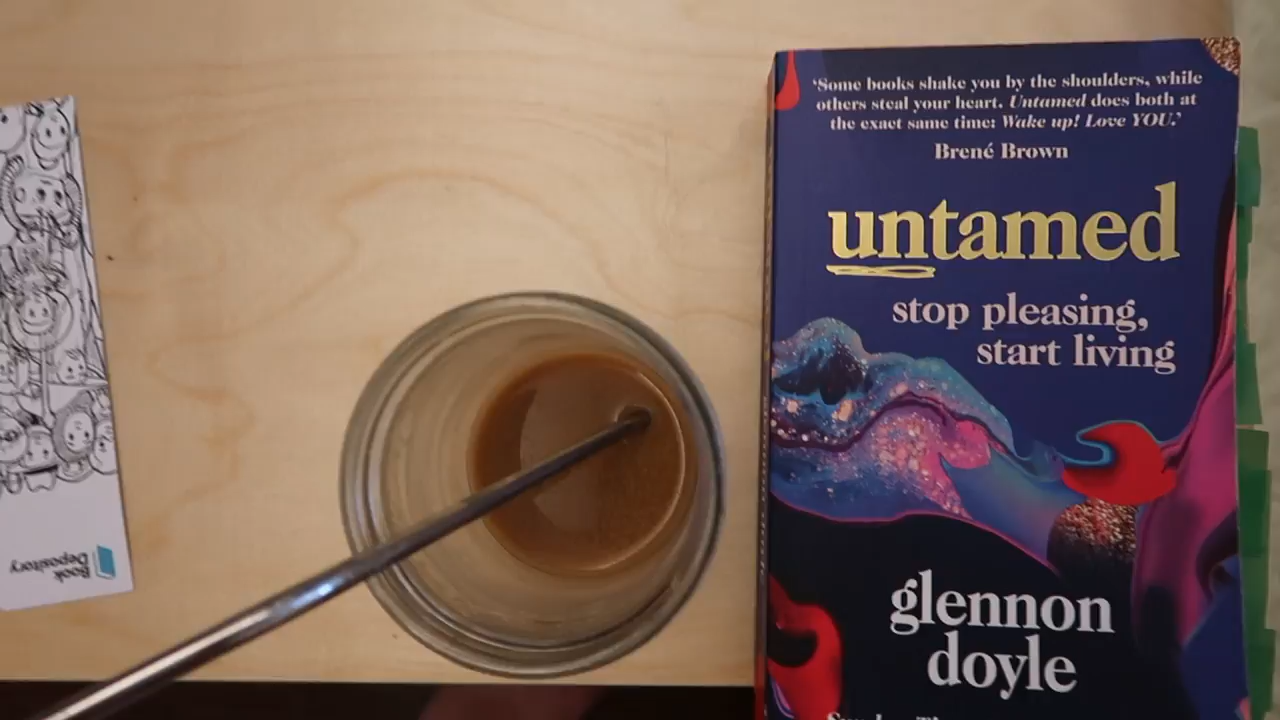 'Some books shake you by the shoulders, while
others steal your heart. Untamed does both at
the exact same time: Wake up! Love YOU.'
Brené Brown
untamed
stop pleasing,
start living
glennon
doyle
Book
Depository